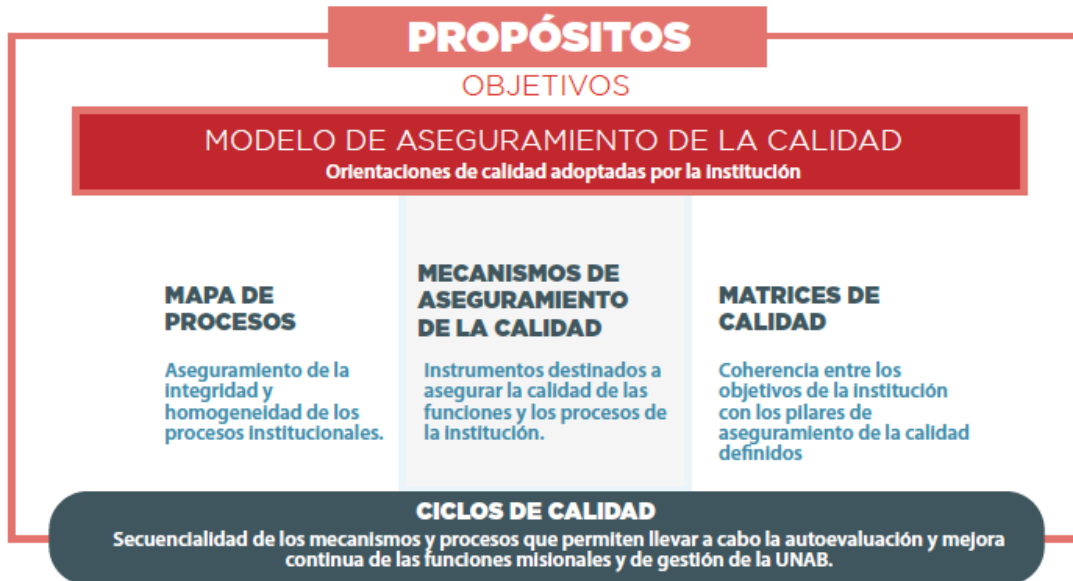 PROPÓSITOS
OBJETIVOS
MODELO DE ASEGURAMIENTO DE LA CALIDAD
Orientaciones de calidad adoptadas por la institución
MAPA DE
PROCESOS
Aseguramiento de la
integridad y
homogeneidad de los
procesos institucionales.
MECANISMOS DE
ASEGURAMIENTO
DE LA CALIDAD
Instrumentos destinados a
asegurar la calidad de las
funciones y los procesos de
la institución.
MATRICES DE
CALIDAD
Coherencia entre los
objetivos de la institución
con los pilares de
aseguramiento de la calidad
definidos
CICLOS DE CALIDAD
Secuencialidad de los mecanismos y procesos que permiten llevar a cabo la autoevaluación y mejora
continua de las funciones misionales y de gestión de la UNAB.